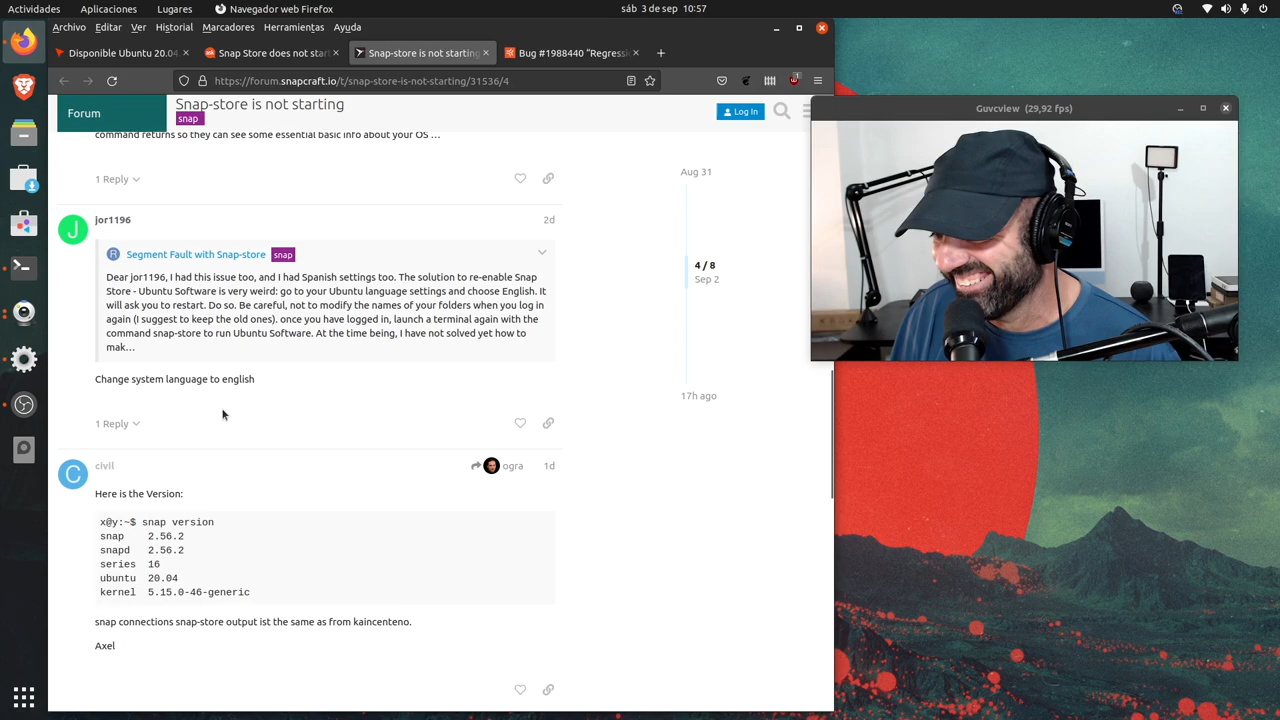 Actividades Aplicaciones Lugares Navegador web Firefox sáb 3 de sep 10:57
Archivo Editar Ver Historial Marcadores Herramientas Ayuda
Disponible Ubuntu 20.04. Snap Store does not star Snap-store is not starting Bug #1988440 "Regressi
https://forum.snapcraft.io/t/snap-store-is-not-starting/31536/4
1
Guvcview (29,92 fps)
Forum
Snap-store is not starting
snap
Log In
command returns so they can see some essential basic info about your OS …
1 Reply
Aug 31
4 / 8
Sep 2
17h ago
J
jor1196 2d
Segment Fault with Snap-store snap
Dear jor1196, I had this issue too, and I had Spanish settings too. The solution to re-enable Snap
Store - Ubuntu Software is very weird: go to your Ubuntu language settings and choose English. It
will ask you to restart. Do so. Be careful, not to modify the names of your folders when you log in
again (I suggest to keep the old ones). once you have logged in, launch a terminal again with the
command snap-store to run Ubuntu Software. At the time being, I have not solved yet how to
mak…
Change system language to english
1 Reply
C
civil ogra 1d
Here is the Version:
x@y:~$ snap version
snap 2.56.2
snapd 2.56.2
series 16
ubuntu 20.04
kernel 5.15.0-46-generic
snap connections snap-store output ist the same as from kaincenteno.
Axel